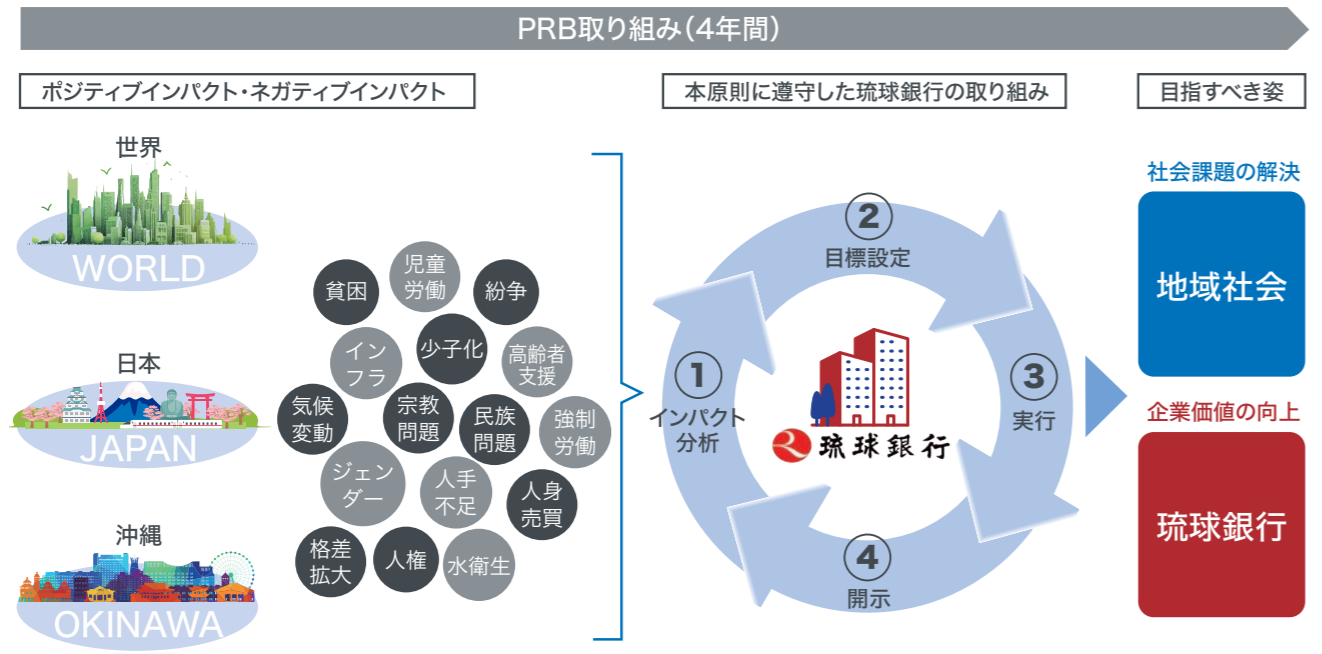 PRB取り組み(4年間)
ポジティブインパクト・ネガティブインパクト
本原則に遵守した琉球銀行の取り組み
目指すべき姿
世界
WORLD
日本
JAPAN
沖縄
OKINAWA
貧困
児童
労働
紛争
イン
フラ
少子化
高齢者
支援
気候
変動
宗教
問題
民族
問題
強制
労働
ジェン
ダー
人手
不足
人身
売買
格差
拡大
人権
水衛生
①
インパクト
分析
②
目標設定
③
実行
④
開示
琉球銀行
社会課題の解決
地域社会
企業価値の向上
琉球銀行